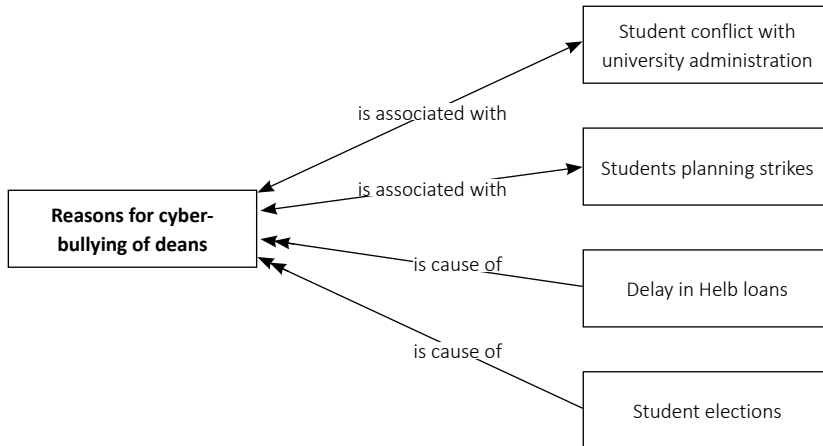 Student conflict with
university administration
is associated with
Students planning strikes
is associated with
Reasons for cyber-
bullying of deans
is cause of
Delay in Helb loans
is cause of
Student elections